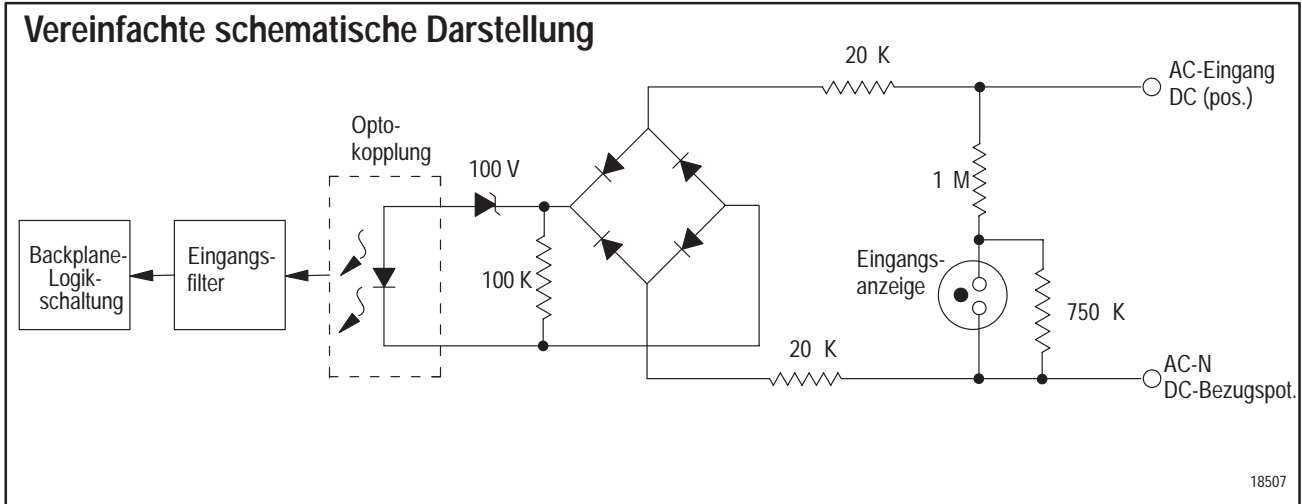 Vereinfachte schematische Darstellung
20 K
AC-Eingang
DC (pos.)
Opto-
kopplung
100 V
1 M
Backplane-
Logik-
schaltung
Eingangs-
filter
100 K
Eingangs-
anzeige
750 K
20 K
AC-N
DC-Bezugspot.
18507